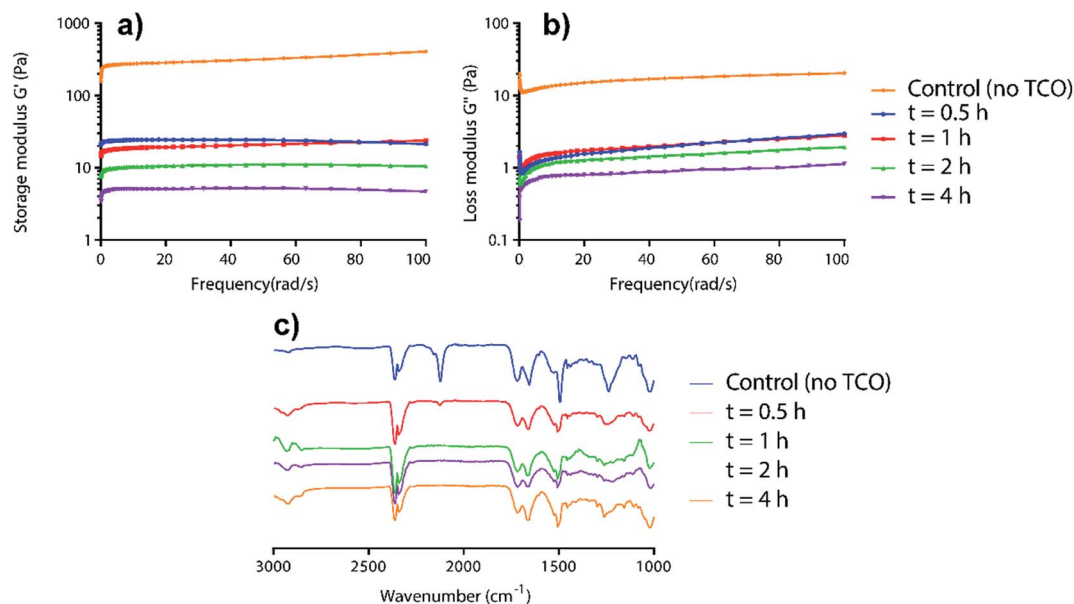 a)
Storage modulus G' (Pa)
1000
100
10
1
0
20
40
60
80
100
Frequency(rad/s)
b)
Loss modulus G'' (Pa)
100
10
1
0.1
0
20
40
60
80
100
Frequency(rad/s)
Control (no TCO)
t = 0.5 h
t = 1 h
t = 2 h
t = 4 h
c)
3000
2500
2000
1500
1000
Wavenumber (cm⁻¹)
Control (no TCO)
t = 0.5 h
t = 1 h
t = 2 h
t = 4 h